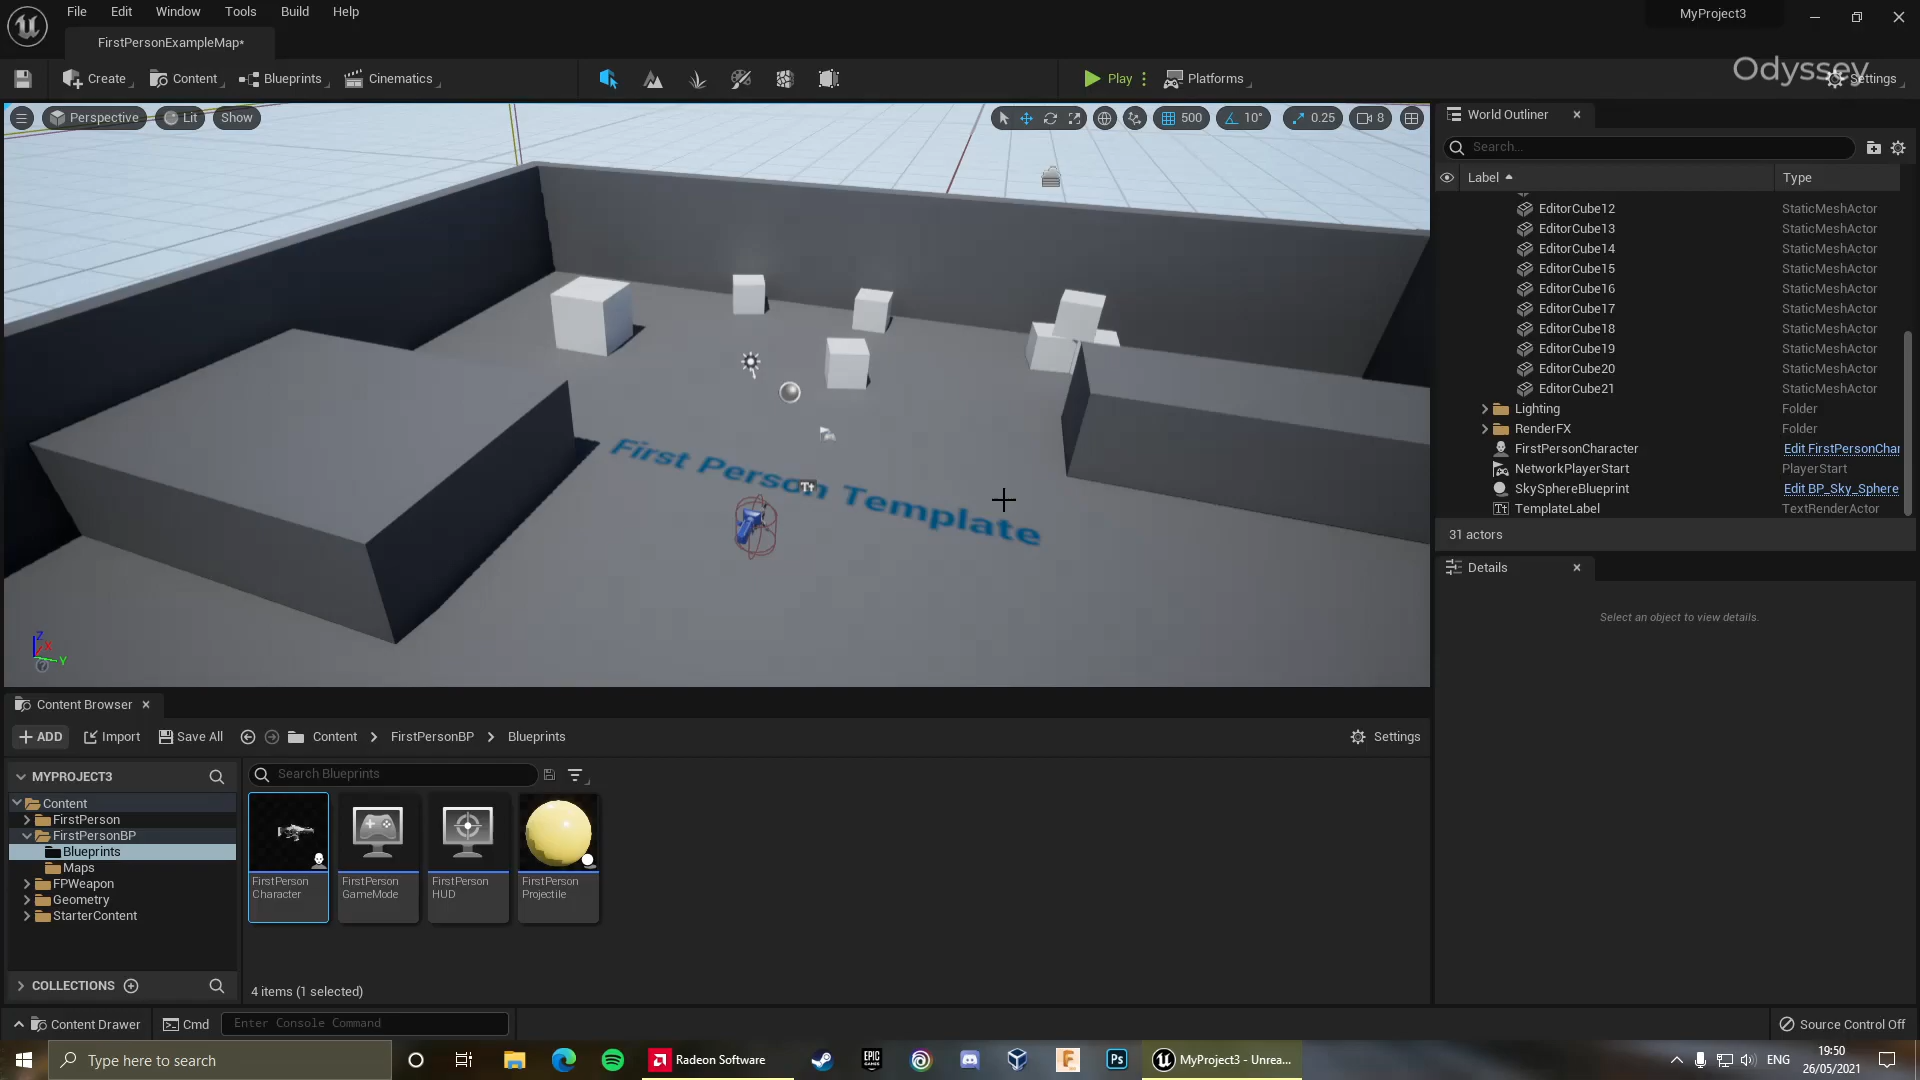 File Edit Window Tools Build Help
MyProject3
FirstPersonExampleMap*
Create Content Blueprints Cinematics
Play Platforms
Settings
Odyssey
Perspective Lit Show
500 10° 0.25 8
First Person Template
Tt
Z X Y
World Outliner
Search...
Label Type
EditorCube12 StaticMeshActor
EditorCube13 StaticMeshActor
EditorCube14 StaticMeshActor
EditorCube15 StaticMeshActor
EditorCube16 StaticMeshActor
EditorCube17 StaticMeshActor
EditorCube18 StaticMeshActor
EditorCube19 StaticMeshActor
EditorCube20 StaticMeshActor
EditorCube21 StaticMeshActor
Lighting Folder
RenderFX Folder
FirstPersonCharacter Edit FirstPersonChar
NetworkPlayerStart PlayerStart
SkySphereBlueprint Edit BP_Sky_Sphere
Tt TemplateLabel TextRenderActor
31 actors
Details
Select an object to view details.
Content Browser
ADD Import Save All Content FirstPersonBP Blueprints Settings
MYPROJECT3
Content
FirstPerson
FirstPersonBP
Blueprints
Maps
FPWeapon
Geometry
StarterContent
COLLECTIONS
Search Blueprints
FirstPerson
Character
FirstPerson
GameMode
FirstPerson
HUD
FirstPerson
Projectile
4 items (1 selected)
Content Drawer Cmd Enter Console Command Source Control Off
Type here to search
Radeon Software
EPIC
GAMES
Ps
MyProject3 - Unrea...
ENG
19:50
26/05/2021